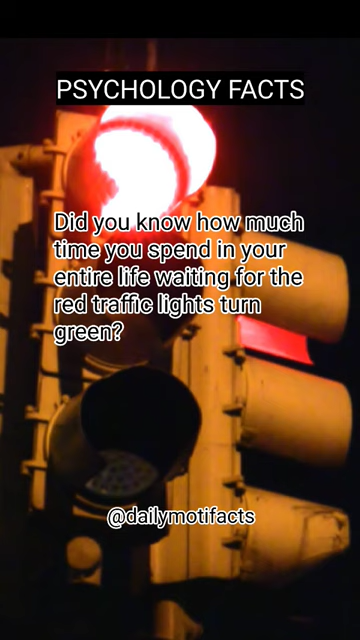 PSYCHOLOGY FACTS
Did you know how much
time you spend in your
entire life waiting for the
red traffic lights turn
green?
@dailymotifacts